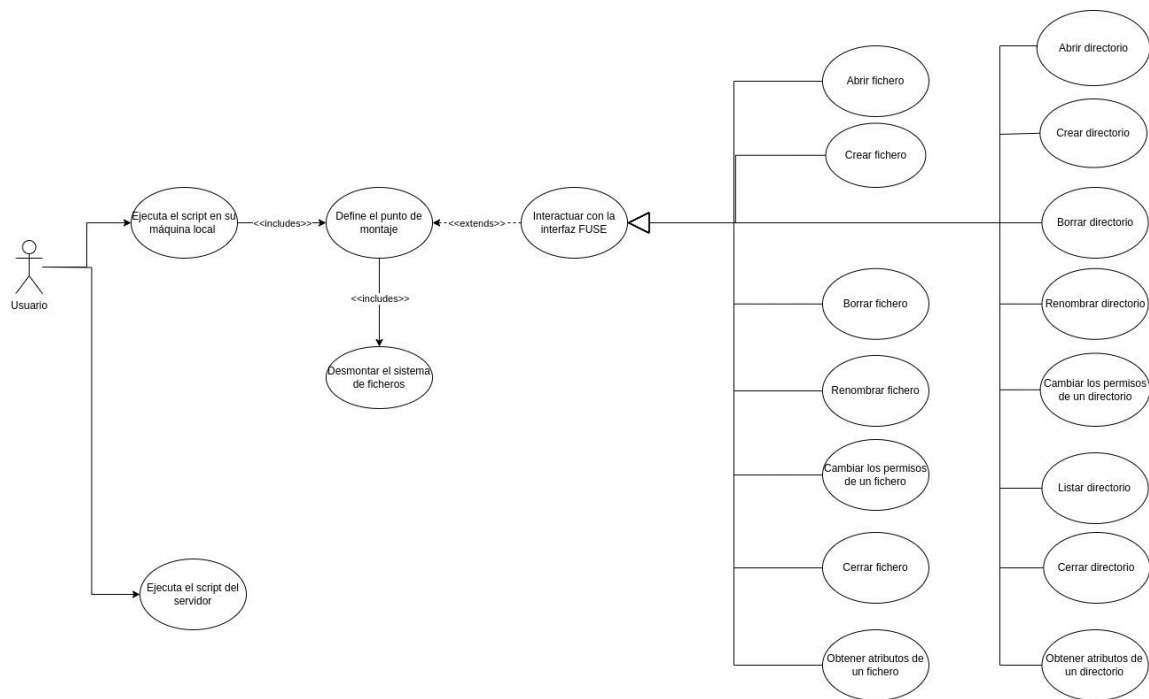 Abrir directorio
Abrir fichero
Crear directorio
Crear fichero
Ejecuta el script en su
máquina local
<<includes>>
Define el punto de
montaje
<<extends>>
Interactuar con la
interfaz FUSE
Borrar directorio
Usuario
<<includes>>
Borrar fichero
Renombrar directorio
Desmontar el sistema
de ficheros
Renombrar fichero
Cambiar los permisos
de un directorio
Cambiar los permisos
de un fichero
Listar directorio
Ejecuta el script del
servidor
Cerrar fichero
Cerrar directorio
Obtener atributos de
un fichero
Obtener atributos de
un directorio